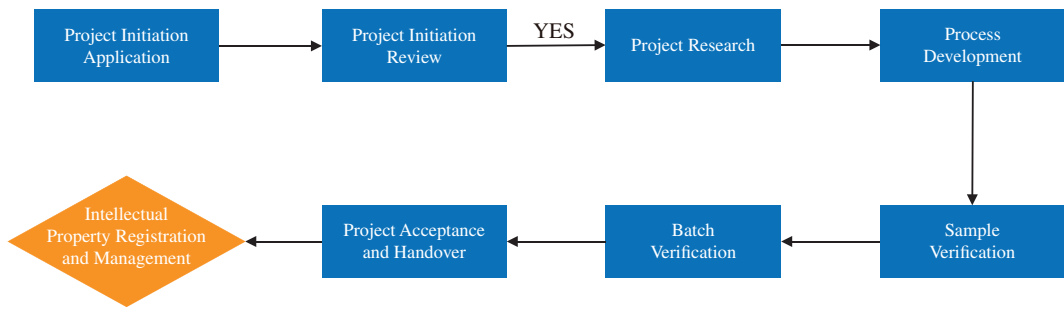 Project Initiation
Application
Project Initiation
Review
YES
Project Research
Process
Development
Intellectual
Property Registration
and Management
Project Acceptance
and Handover
Batch
Verification
Sample
Verification